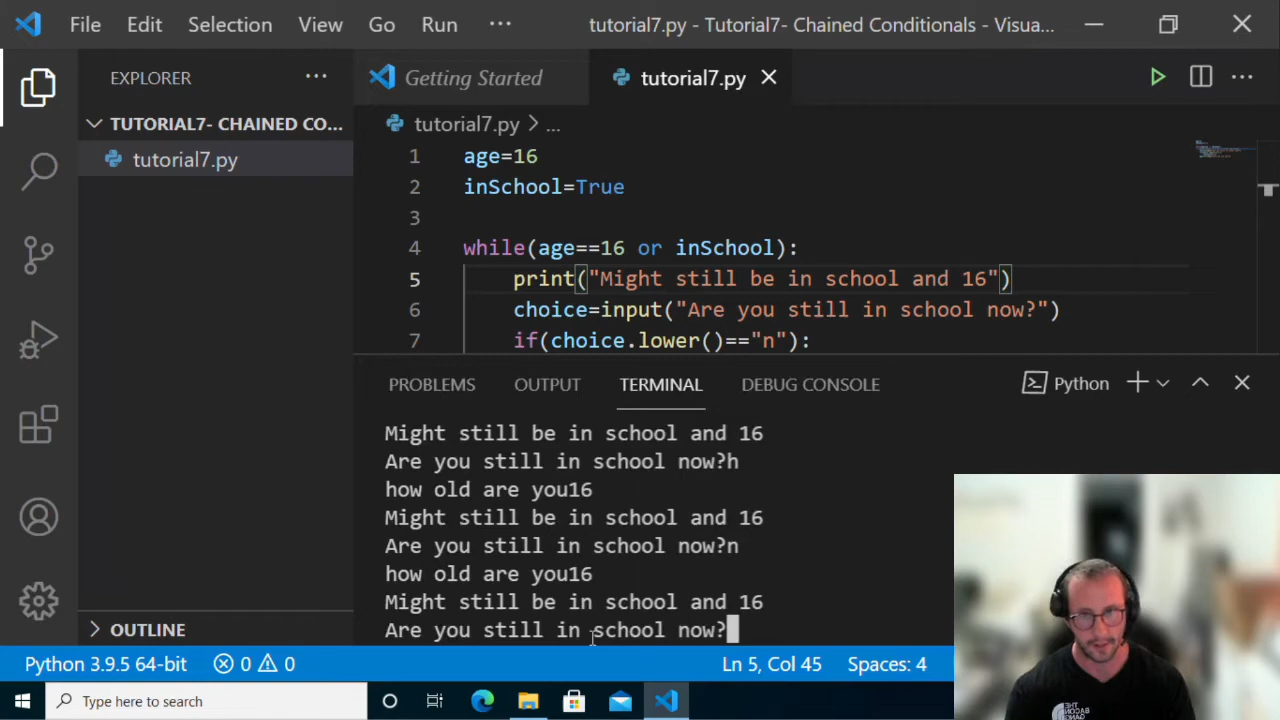 File Edit Selection View Go Run ··· tutorial7.py - Tutorial7- Chained Conditionals - Visua...
EXPLORER ···
TUTORIAL7- CHAINED CO...
tutorial7.py
OUTLINE
Getting Started tutorial7.py
tutorial7.py > ...
1 age=16
2 inSchool=True
3
4 while(age==16 or inSchool):
5 print("Might still be in school and 16")
6 choice=input("Are you still in school now?")
7 if(choice.lower()=="n"):
PROBLEMS OUTPUT TERMINAL DEBUG CONSOLE Python
Might still be in school and 16
Are you still in school now?h
how old are you16
Might still be in school and 16
Are you still in school now?n
how old are you16
Might still be in school and 16
Are you still in school now?
Python 3.9.5 64-bit 0 0 Ln 5, Col 45 Spaces: 4
Type here to search
THE
BACON
GANG